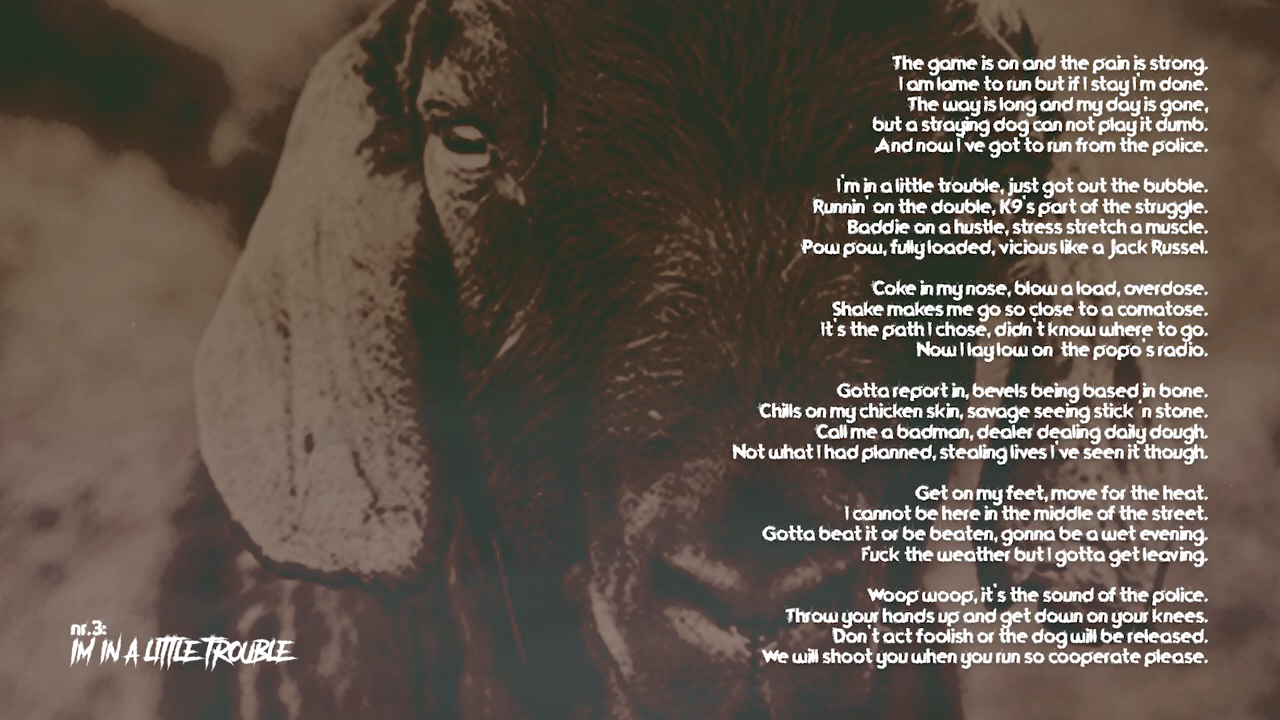 The game is on and the pain is strong.
I am lame to run but if I stay I'm done.
The way is long and my day is gone,
but a straying dog can not play it dumb.
And now I've got to run from the police.
I'm in a little trouble, just got out the bubble.
Runnin' on the double, K9's part of the struggle.
Baddie on a hustle, stress stretch a muscle.
Pow pow, fully loaded, vicious like a Jack Russel.
Coke in my nose, blow a load, overdose.
Shake makes me go so close to a comatose.
It's the path I chose, didn't know where to go.
Now I lay low on the popo's radio.
Gotta report in, bevels being based in bone.
Chills on my chicken skin, savage seeing stick 'n stone.
Call me a badman, dealer dealing daily dough.
Not what I had planned, stealing lives I've seen it though.
Get on my feet, move for the heat.
I cannot be here in the middle of the street.
Gotta beat it or be beaten, gonna be a wet evening.
Fuck the weather but I gotta get leaving.
Woop woop, it's the sound of the police.
Throw your hands up and get down on your knees.
Don't act foolish or the dog will be released.
We will shoot you when you run so cooperate please.
nr.3:
I'M IN A LITTLE TROUBLE